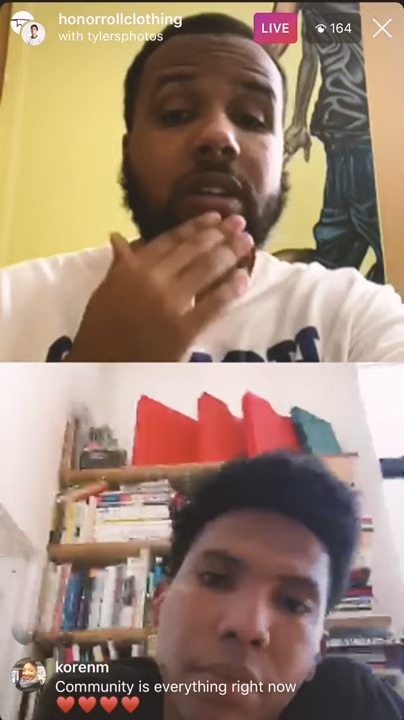 honorrollclothing
with tylersphotos
LIVE
164
korenm
Community is everything right now
❤️❤️❤️❤️